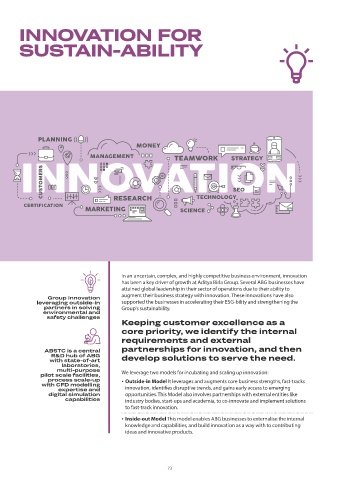 INNOVATION FOR
SUSTAIN-ABILITY
PLANNING
MONEY
MANAGEMENT
TEAMWORK
STRATEGY
CUSTOMERS
INNOVATION
SEO
RESEARCH
TECHNOLOGY
CERTIFICATION
MARKETING
SCIENCE
In an uncertain, complex, and highly competitive business environment, innovation
has been a key driver of growth at Aditya Birla Group. Several ABG businesses have
attained global leadership in their sector of operations due to their ability to
augment their business strategy with innovation. These innovations have also
supported the businesses in accelerating their ESG-bility and strengthening the
Group's sustainability.
Group innovation
leveraging outside-in
partners in solving
environmental and
safety challenges
Keeping customer excellence as a
core priority, we identify the internal
requirements and external
partnerships for innovation, and then
develop solutions to serve the need.
ABSTC is a central
R&D hub of ABG
with state-of-art
laboratories,
multi-purpose
pilot scale facilities,
process scale-up
with CFD modelling
expertise and
digital simulation
capabilities
We leverage two models for incubating and scaling up innovation:
• Outside-in Model It leverages and augments core business strengths, fast-tracks
innovation, identifies disruptive trends, and gains early access to emerging
opportunities. This Model also involves partnerships with external entities like
industry bodies, start-ups and academia, to co-innovate and implement solutions
to fast-track innovation.
• Inside-out Model This model enables ABG businesses to externalise the internal
knowledge and capabilities, and build innovation as a way with to contributing
ideas and innovative products.
73